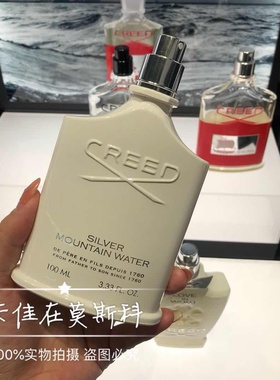 CREED
SILVER
MOUNTAIN WATER
DE PÈRE EN FILS DEPUIS 1760
FROM FATHER TO SON SINCE 1760
100 ML
3.33 FL. OZ
佳在莫斯科
00%实物拍摄 盗图必究